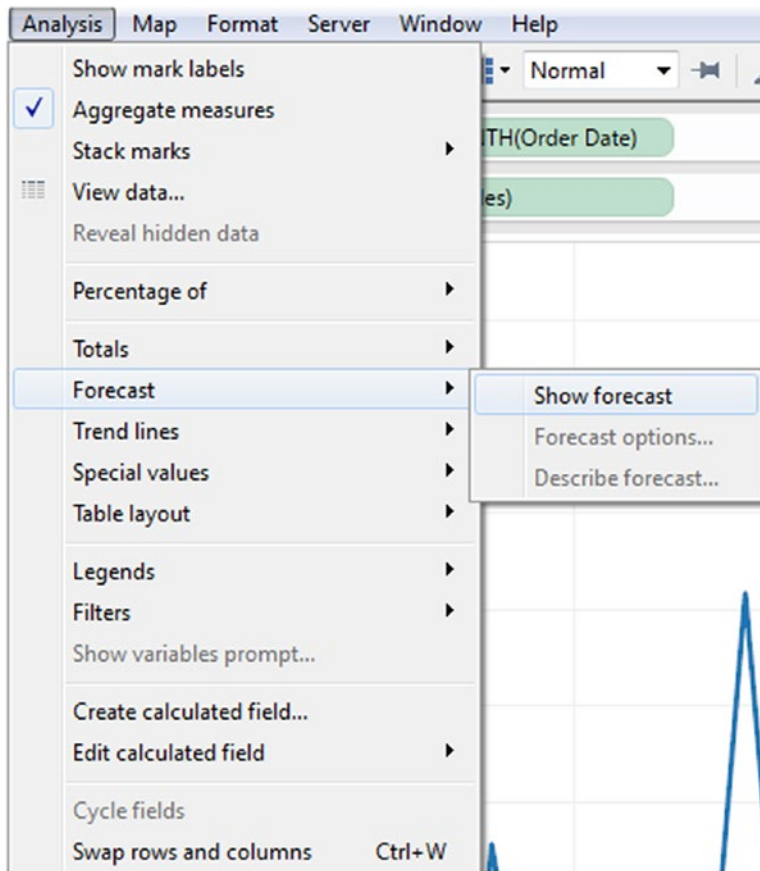 Analysis Map Format Server Window Help
Show mark labels
Normal
Aggregate measures
NTH(Order Date)
Stack marks
View data...
les)
Reveal hidden data
Percentage of
Totals
Forecast
Show forecast
Trend lines
Forecast options...
Special values
Describe forecast...
Table layout
Legends
Filters
Show variables prompt...
Create calculated field...
Edit calculated field
Cycle fields
Swap rows and columns Ctrl+W